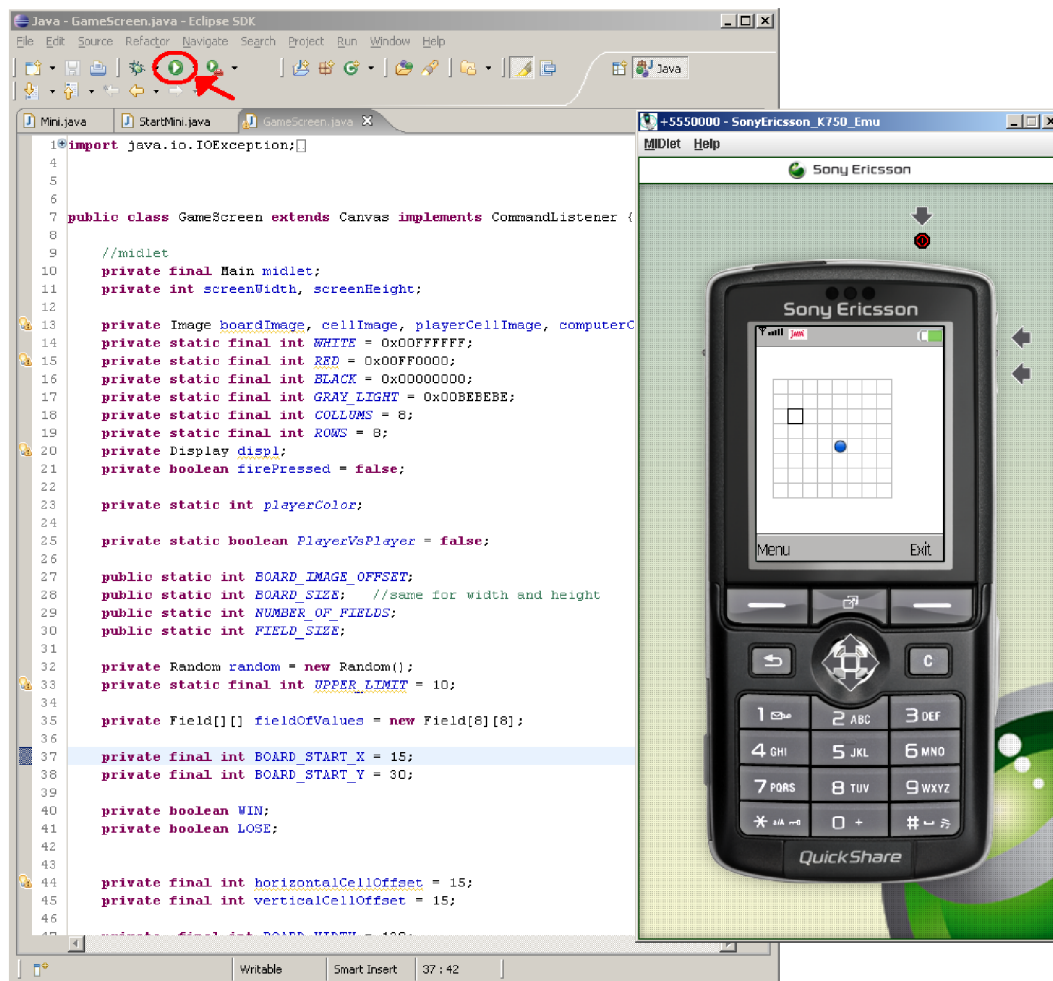 Java - GameScreen.java - Eclipse SDK
File Edit Source Refactor Navigate Search Project Run Window Help
Java
Mini.java StartMini.java GameScreen.java
1 import java.io.IOException;
4
5
6
7 public class GameScreen extends Canvas implements CommandListener {
8
9 //midlet
10 private final Main midlet;
11 private int screenWidth, screenHeight;
12
13 private Image boardImage, cellImage, playerCellImage, computerC
14 private static final int WHITE = 0x00FFFFFF;
15 private static final int RED = 0x00FF0000;
16 private static final int BLACK = 0x00000000;
17 private static final int GRAY_LIGHT = 0x00BEBEBE;
18 private static final int COLLUMS = 8;
19 private static final int ROWS = 8;
20 private Display displ;
21 private boolean firePressed = false;
22
23 private static int playerColor;
24
25 private static boolean PlayerVsPlayer = false;
26
27 public static int BOARD_IMAGE_OFFSET;
28 public static int BOARD_SIZE; //same for width and height
29 public static int NUMBER_OF_FIELDS;
30 public static int FIELD_SIZE;
31
32 private Random random = new Random();
33 private static final int UPPER_LIMIT = 10;
34
35 private Field[][] fieldOfValues = new Field[8][8];
36
37 private final int BOARD_START_X = 15;
38 private final int BOARD_START_Y = 30;
39
40 private boolean WIN;
41 private boolean LOSE;
42
43
44 private final int horizontalCellOffset = 15;
45 private final int verticalCellOffset = 15;
46
Writable Smart Insert 37 : 42
+5550000 - SonyEricsson_K750_Emu
MIDlet Help
Sony Ericsson
Sony Ericsson
Menu Exit
C
1 2 ABC 3 DEF
4 GHI 5 JKL 6 MNO
7 PQRS 8 TUV 9 WXYZ
* a/A 0 + #
QuickShare